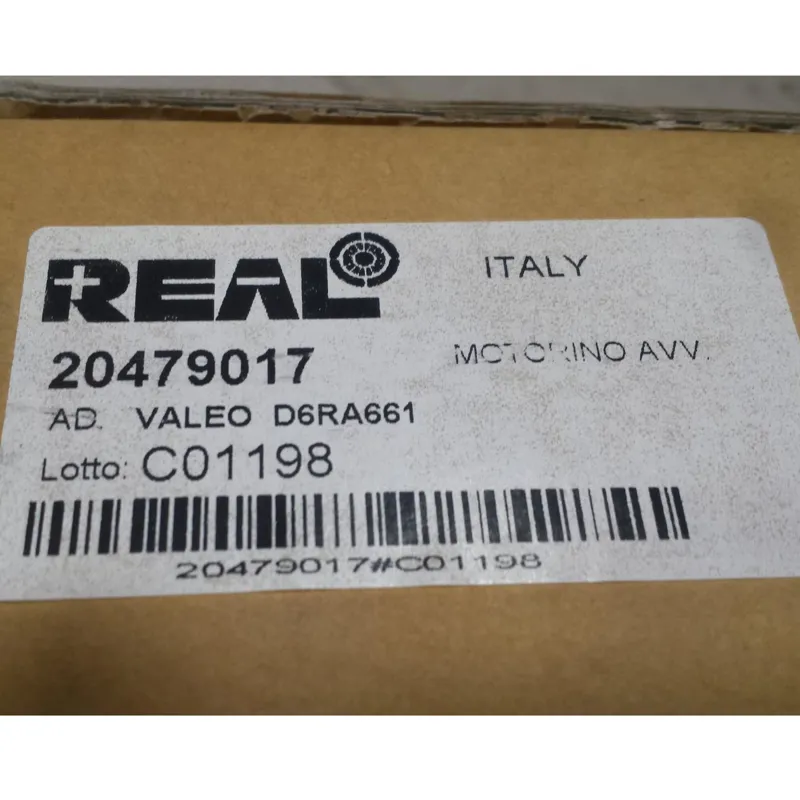 REAL
ITALY
20479017
MOTORINO AVV.
AD. VALEO D6RA661
Lotto: C01198
20479017#C01198